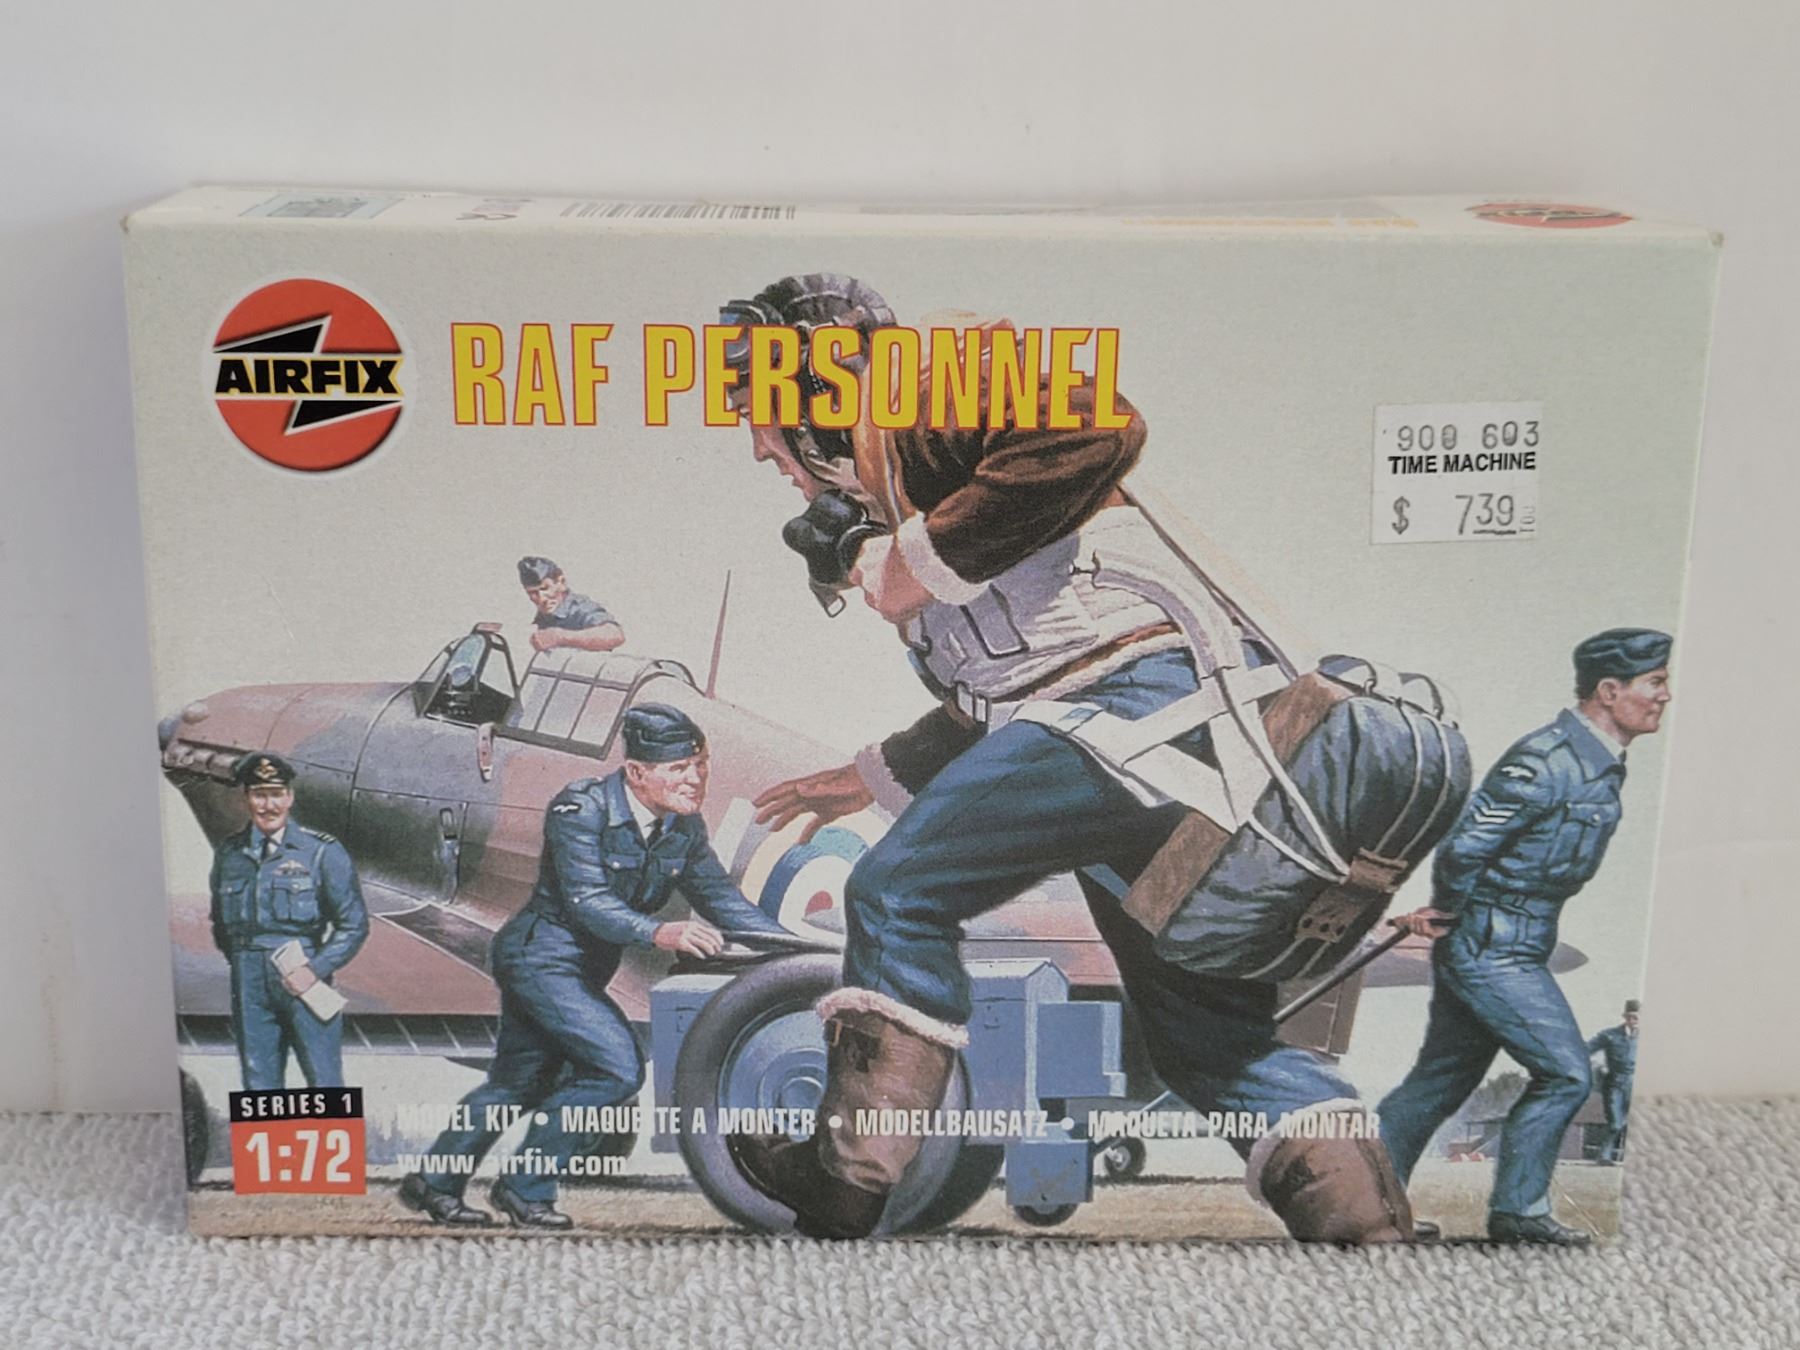 AIRFIX
RAF PERSONNEL
900 603
TIME MACHINE
$ 7.39
SERIES 1
1:72
MODEL KIT • MAQUETTE A MONTER • MODELLBAUSATZ • MAQUETA PARA MONTAR
www.airfix.com